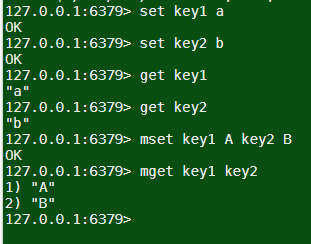 127.0.0.1:6379> set key1 a
OK
127.0.0.1:6379> set key2 b
OK
127.0.0.1:6379> get key1
"a"
127.0.0.1:6379> get key2
"b"
127.0.0.1:6379> mset key1 A key2 B
OK
127.0.0.1:6379> mget key1 key2
1) "A"
2) "B"
127.0.0.1:6379>